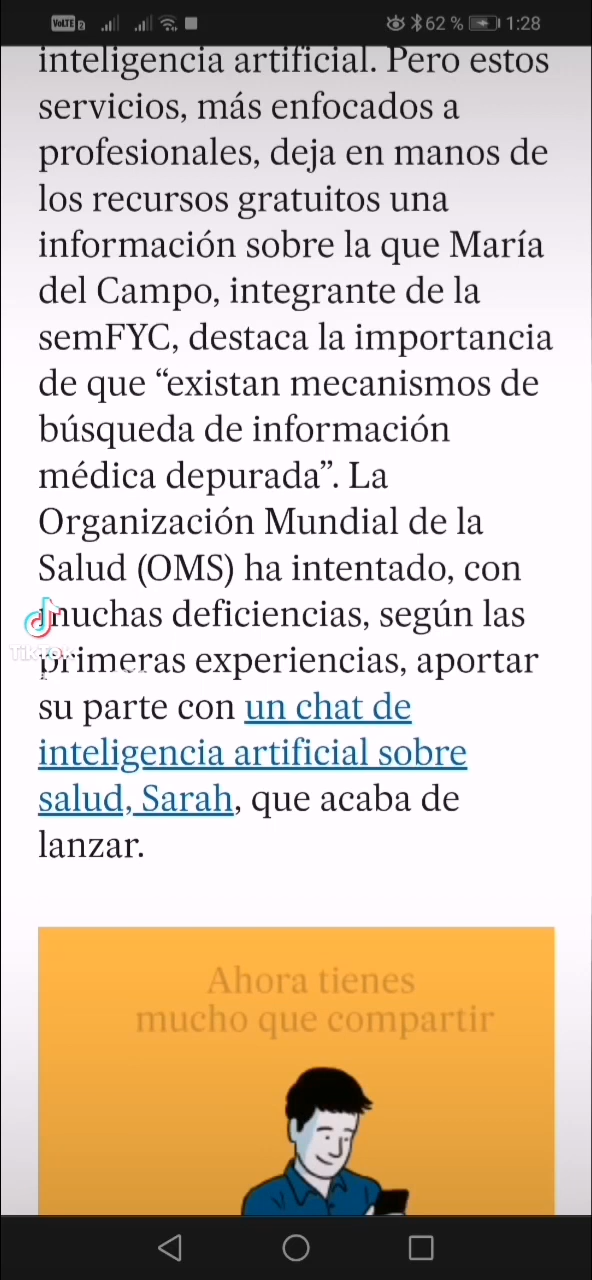 VoLTE 2 62 % 1:28
inteligencia artificial. Pero estos
servicios, más enfocados a
profesionales, deja en manos de
los recursos gratuitos una
información sobre la que María
del Campo, integrante de la
semFYC, destaca la importancia
de que “existan mecanismos de
búsqueda de información
médica depurada”. La
Organización Mundial de la
Salud (OMS) ha intentado, con
muchas deficiencias, según las
TikTok
primeras experiencias, aportar
su parte con un chat de
inteligencia artificial sobre
salud, Sarah, que acaba de
lanzar.
Ahora tienes
mucho que compartir